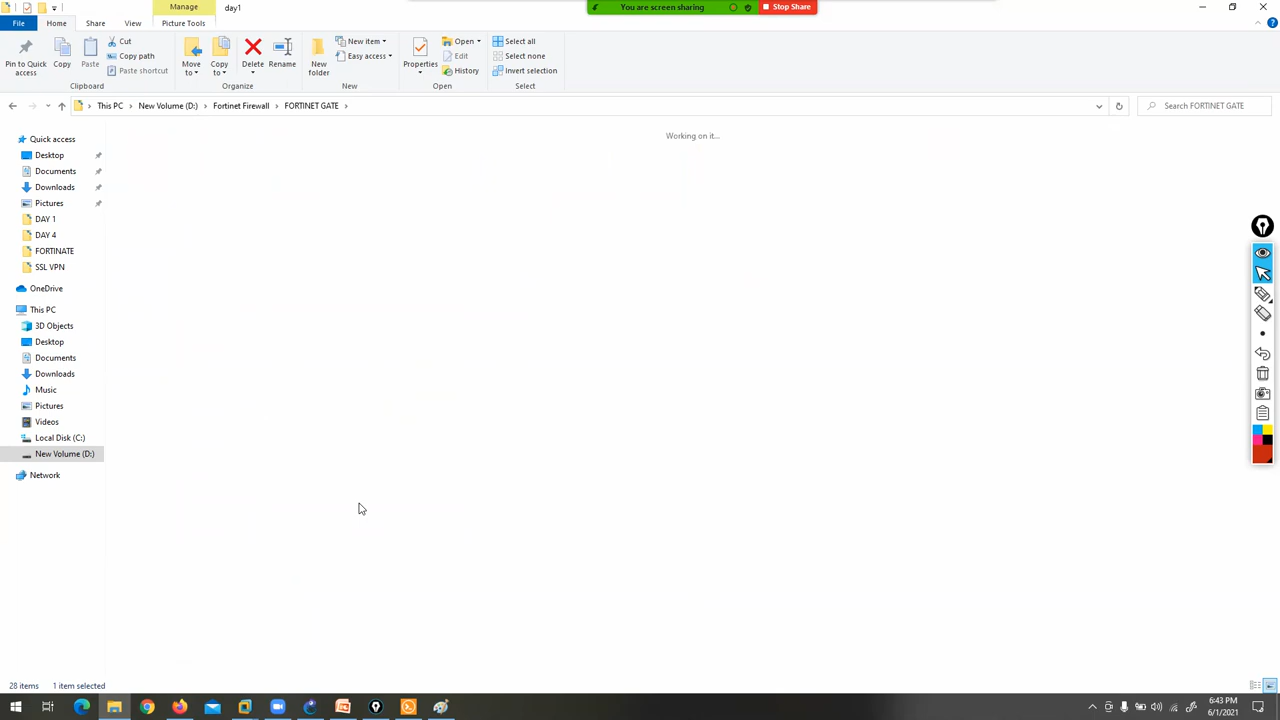 Manage
day1
You are screen sharing
Stop Share
File
Home
Share
View
Picture Tools
Pin to Quick access
Copy
Paste
Cut
Copy path
Paste shortcut
Clipboard
Move to
Copy to
Delete
Rename
Organize
New folder
New item
Easy access
New
Properties
Open
Edit
History
Open
Select all
Select none
Invert selection
Select
This PC
New Volume (D:)
Fortinet Firewall
FORTINET GATE
Search FORTINET GATE
Working on it...
Quick access
Desktop
Documents
Downloads
Pictures
DAY 1
DAY 4
FORTINATE
SSL VPN
OneDrive
This PC
3D Objects
Desktop
Documents
Downloads
Music
Pictures
Videos
Local Disk (C:)
New Volume (D:)
Network
28 items
1 item selected
6:43 PM
6/1/2021